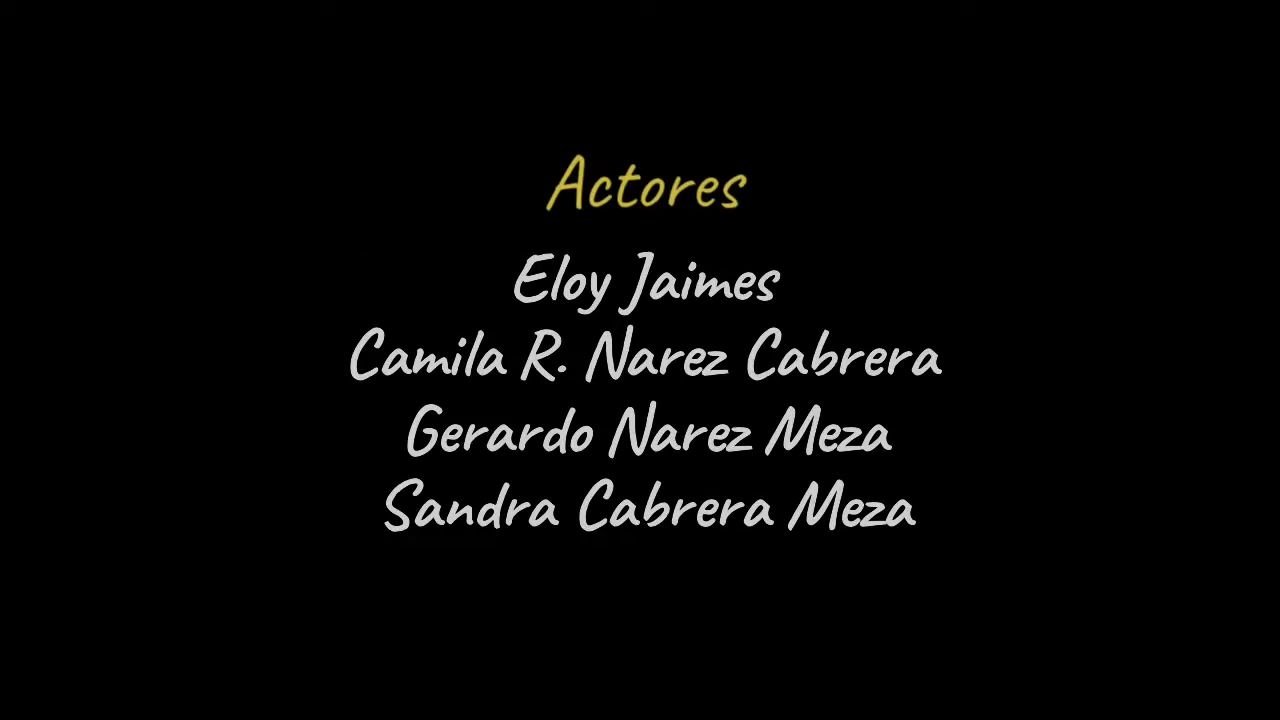 Actores
Eloy Jaimes
Camila R. Narez Cabrera
Gerardo Narez Meza
Sandra Cabrera Meza